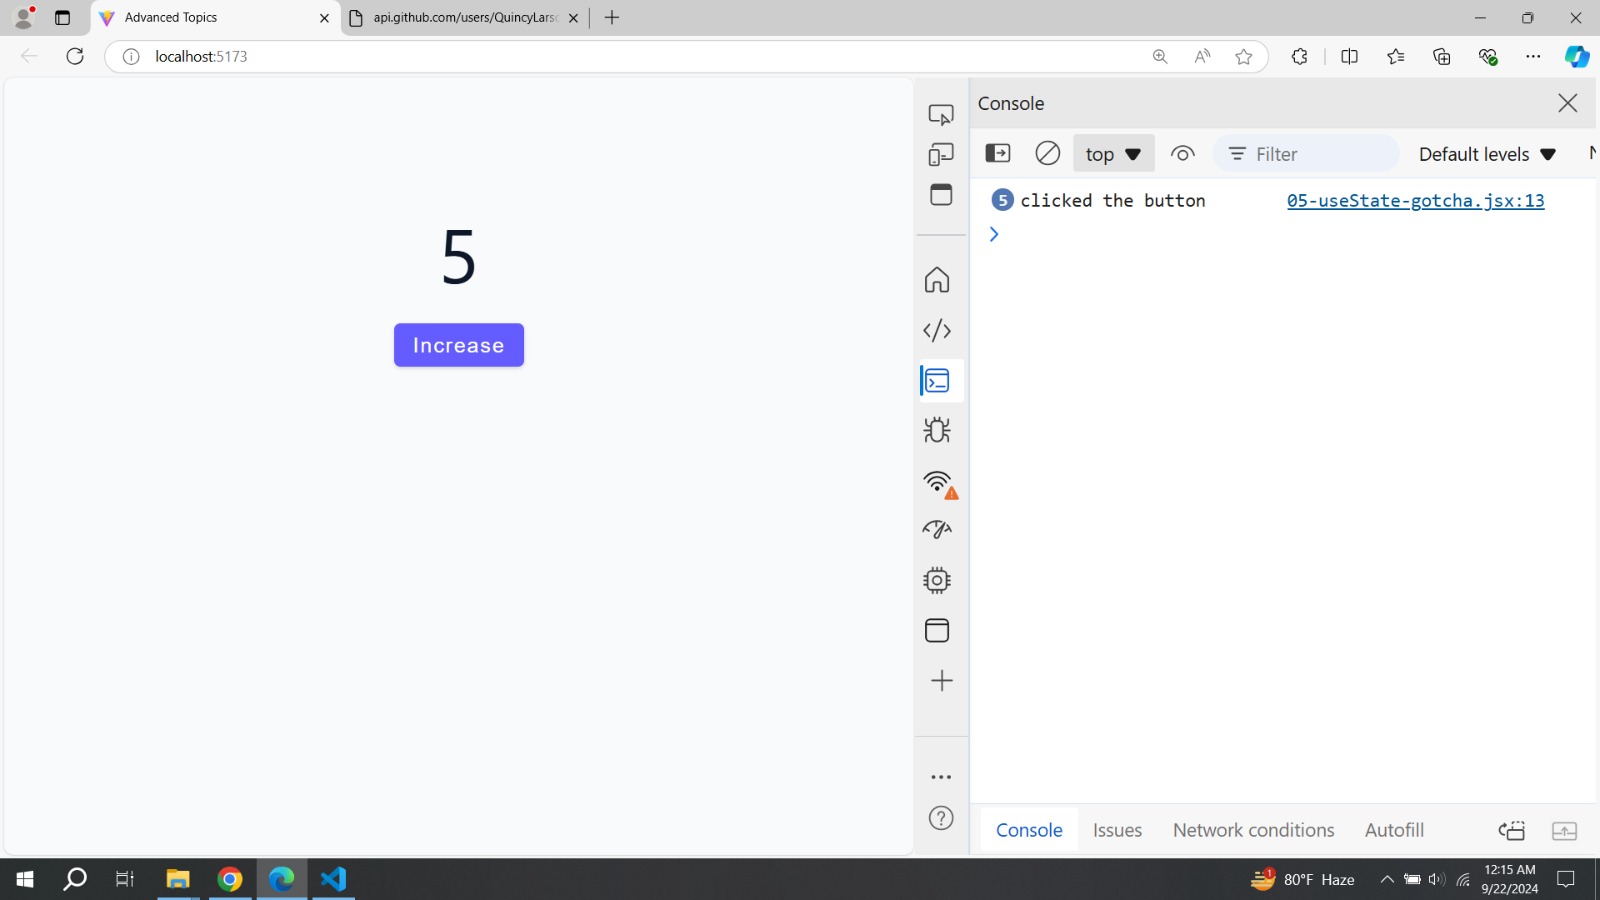 Advanced Topics
api.github.com/users/QuincyLars
localhost:5173
Console
top
Filter
Default levels
5 clicked the button 05-useState-gotcha.jsx:13
5
Increase
Console Issues Network conditions Autofill
1
80°F Haze
12:15 AM
9/22/2024